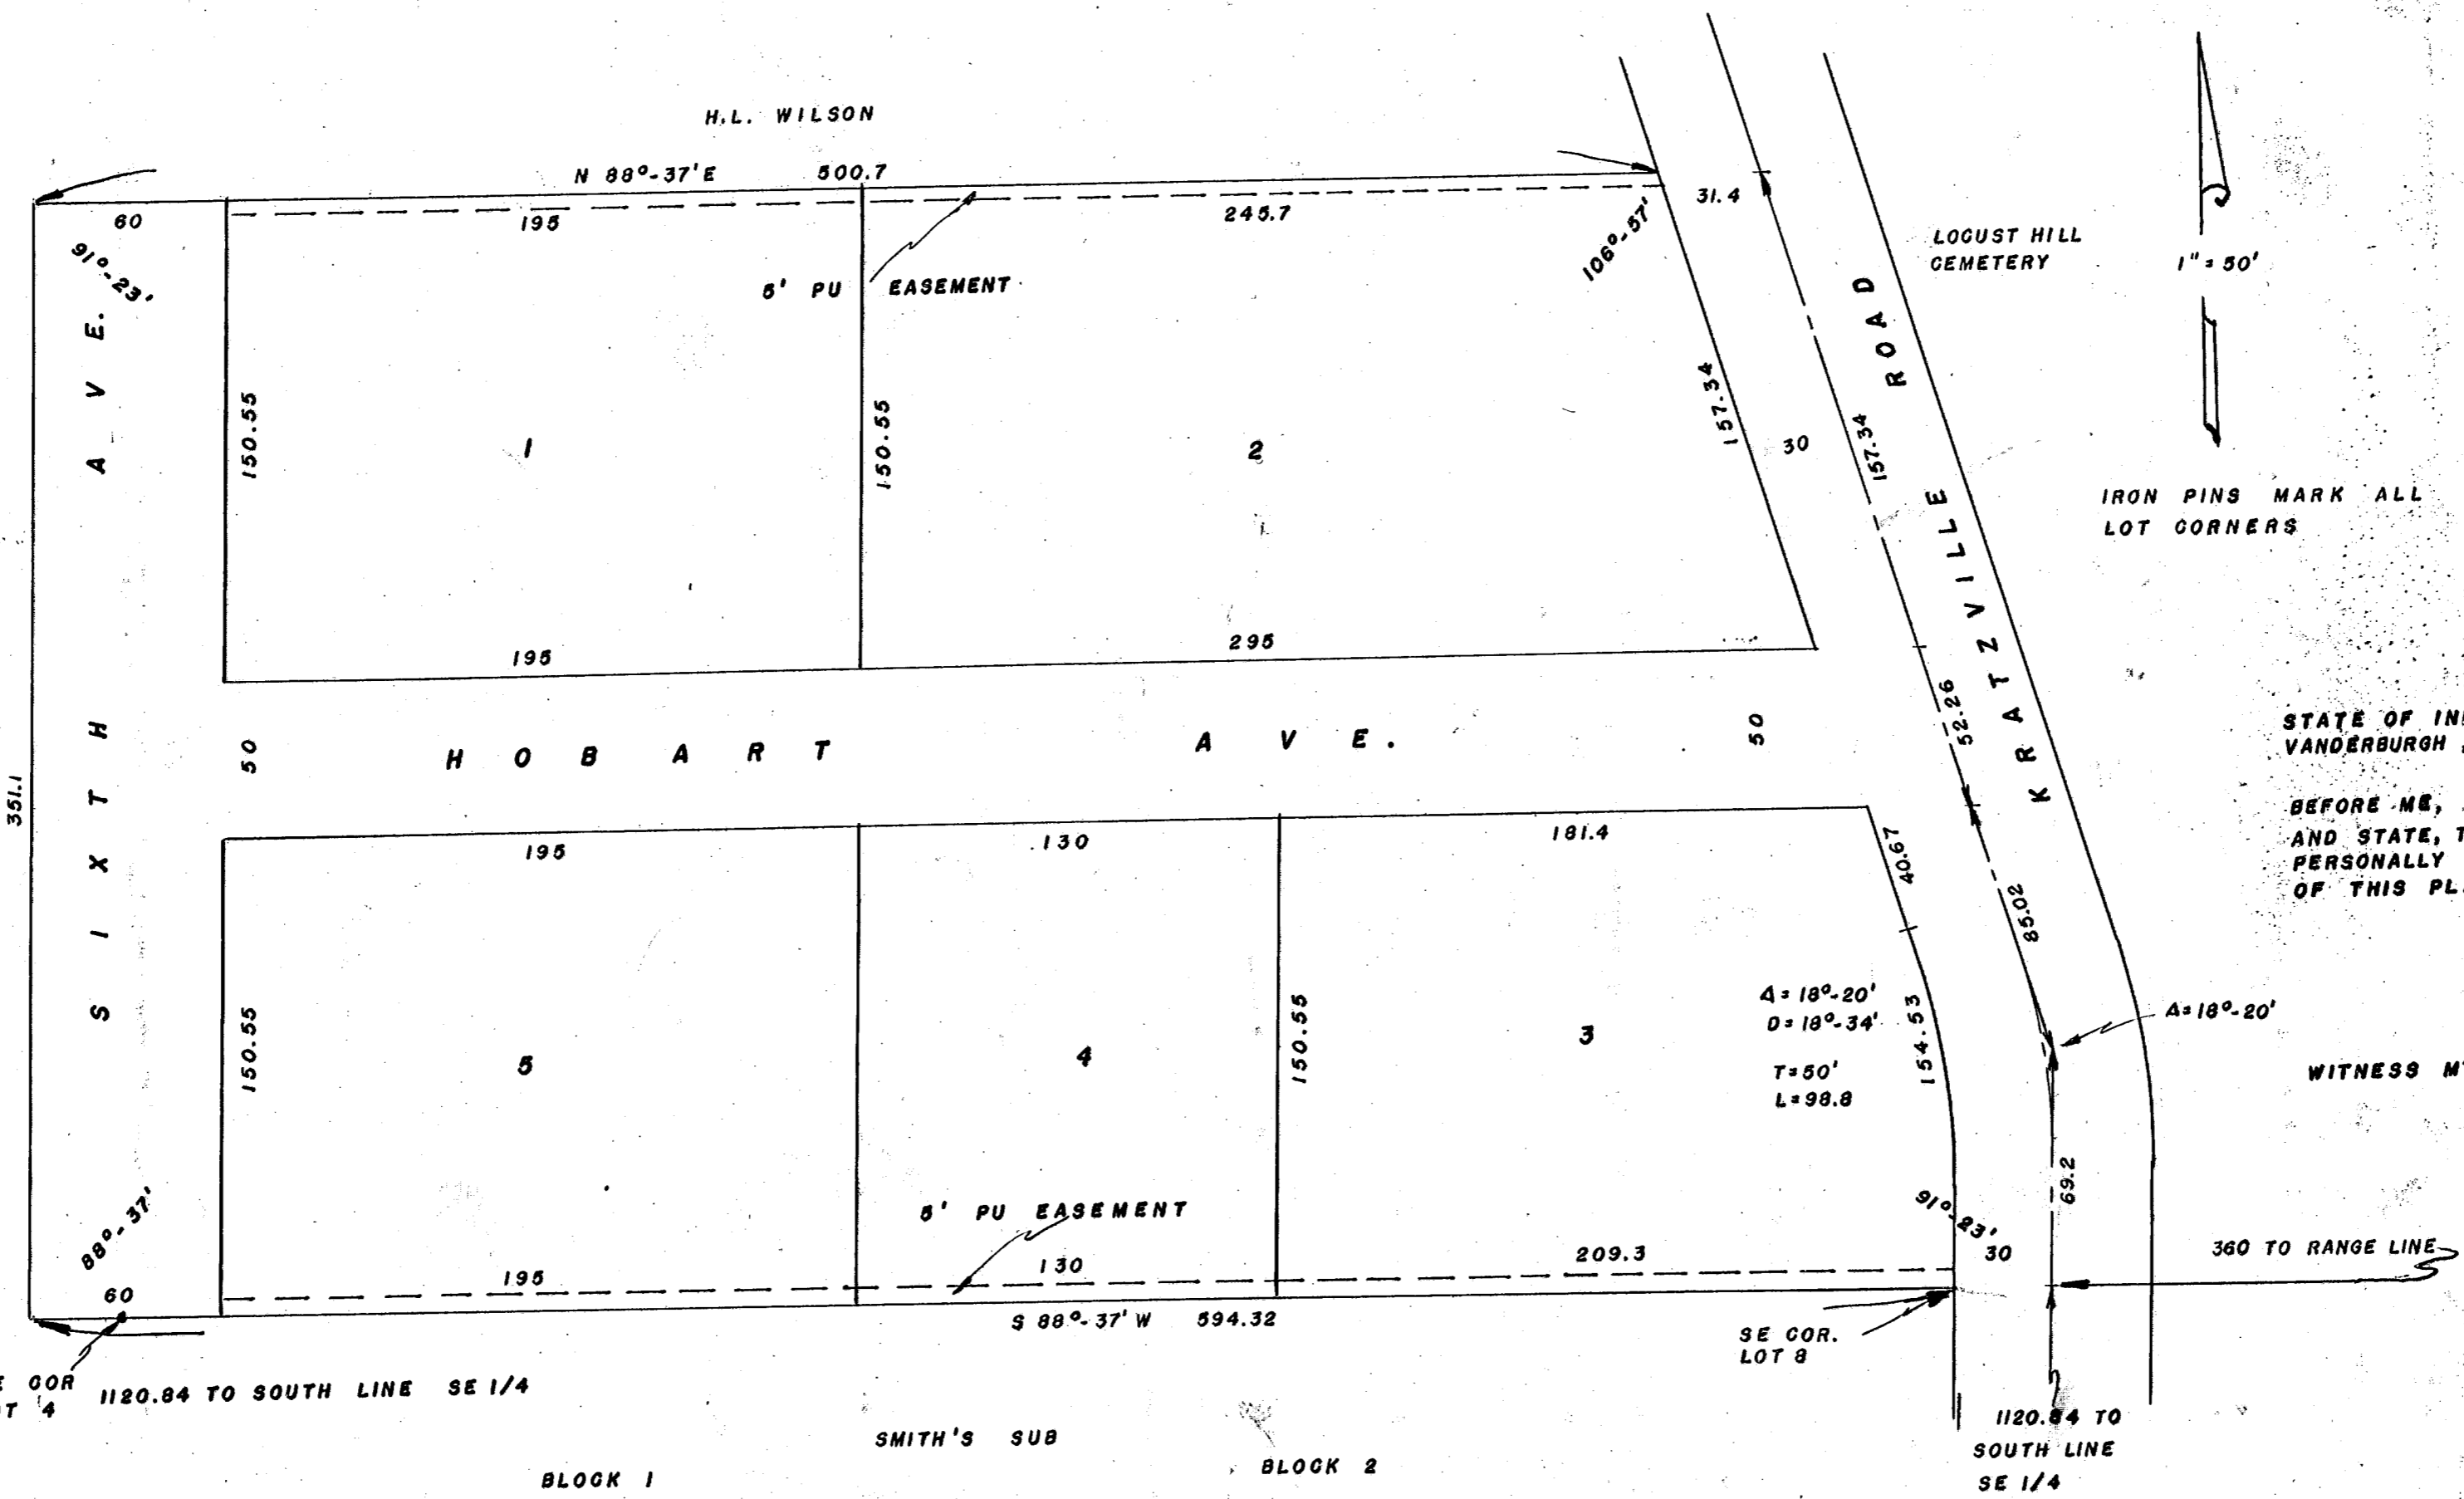 H.L. WILSON
N 88°-37'E 500.7
60
195
245.7
31.4
91°-23'
106°-57'
5' PU EASEMENT
LOCUST HILL
CEMETERY
1" = 50'
SIXTH AVE.
150.55
1
150.55
2
157.34
30
157.34
KRATZVILLE ROAD
IRON PINS MARK ALL
LOT CORNERS
195
295
351.1
50
HOBART AVE.
50
52.26
STATE OF
VANDERBURGH
BEFORE ME,
AND STATE,
PERSONALLY
OF THIS
195
130
181.4
40.67
85.02
150.55
5
4
150.55
3
Δ = 18°-20'
D = 18°-34'
T = 50'
L = 98.8
154.53
Δ = 18°-20'
WITNESS
69.2
88°-37'
5' PU EASEMENT
91°-23'
60
195
130
209.3
30
360 TO RANGE LINE
S 88°-37' W 594.32
SE COR.
LOT 8
COR
4
1120.84 TO SOUTH LINE SE 1/4
1120.84 TO
SOUTH LINE
SE 1/4
SMITH'S SUB
BLOCK 1
BLOCK 2